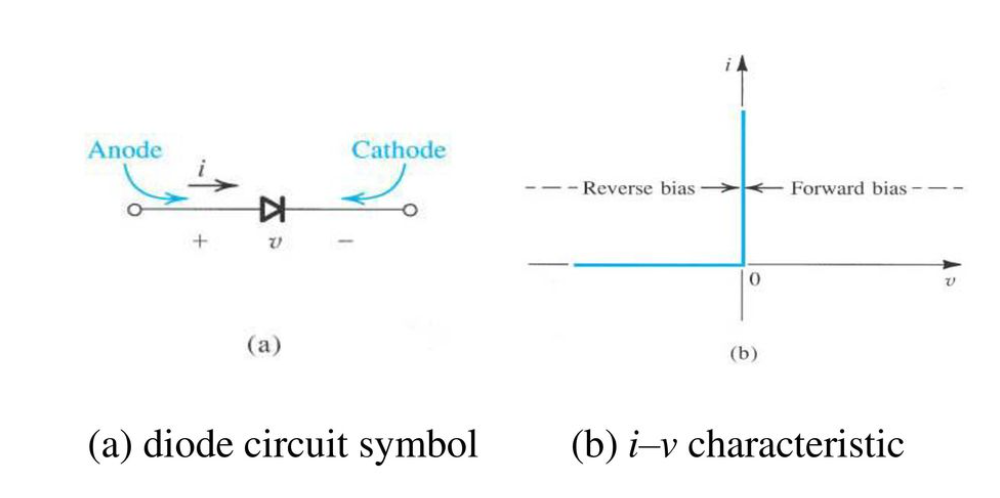 Anode
i
Cathode
+ v −
(a)
i
Reverse bias
Forward bias
0
v
(b)
(a) diode circuit symbol
(b) i–v characteristic